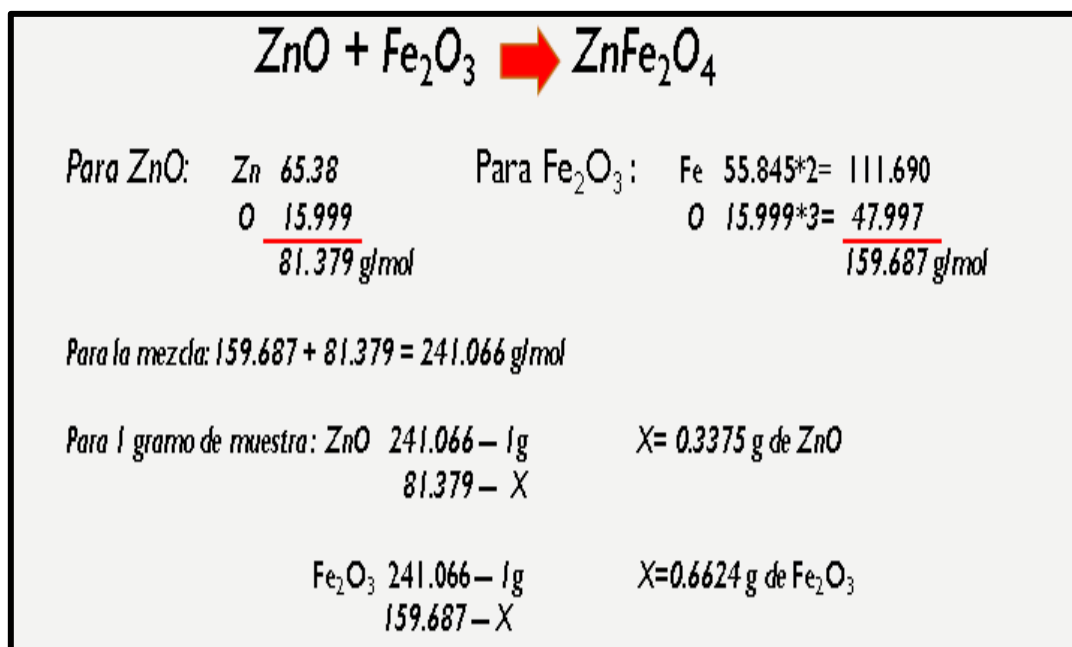 ZnO + Fe₂O₃ ZnFe₂O₄
Para ZnO: Zn 65.38 Para Fe₂O₃ : Fe 55.845*2= 111.690
O 15.999 O 15.999*3= 47.997
81.379 g/mol 159.687 g/mol
Para la mezcla: 159.687 + 81.379 = 241.066 g/mol
Para 1 gramo de muestra: ZnO 241.066 – 1g X= 0.3375 g de ZnO
81.379 – X
Fe₂O₃ 241.066 – 1g X=0.6624 g de Fe₂O₃
159.687 – X